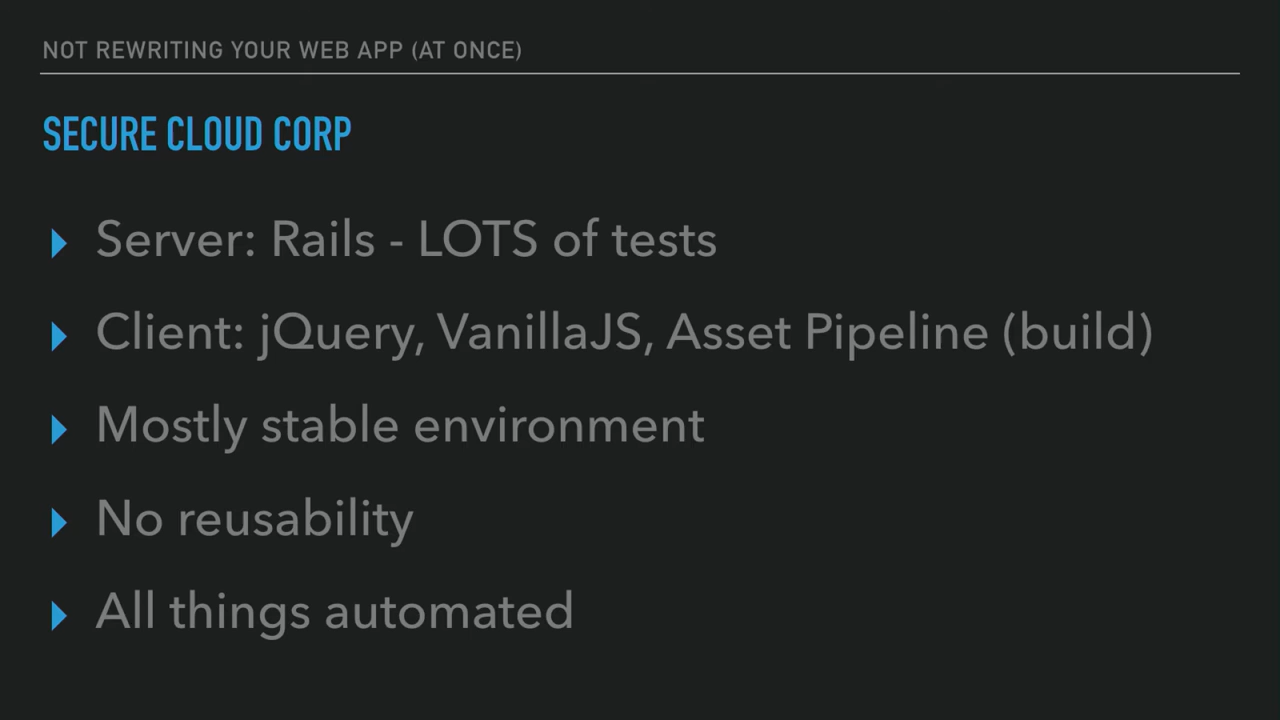 NOT REWRITING YOUR WEB APP (AT ONCE)
SECURE CLOUD CORP
Server: Rails - LOTS of tests
Client: jQuery, VanillaJS, Asset Pipeline (build)
Mostly stable environment
No reusability
All things automated